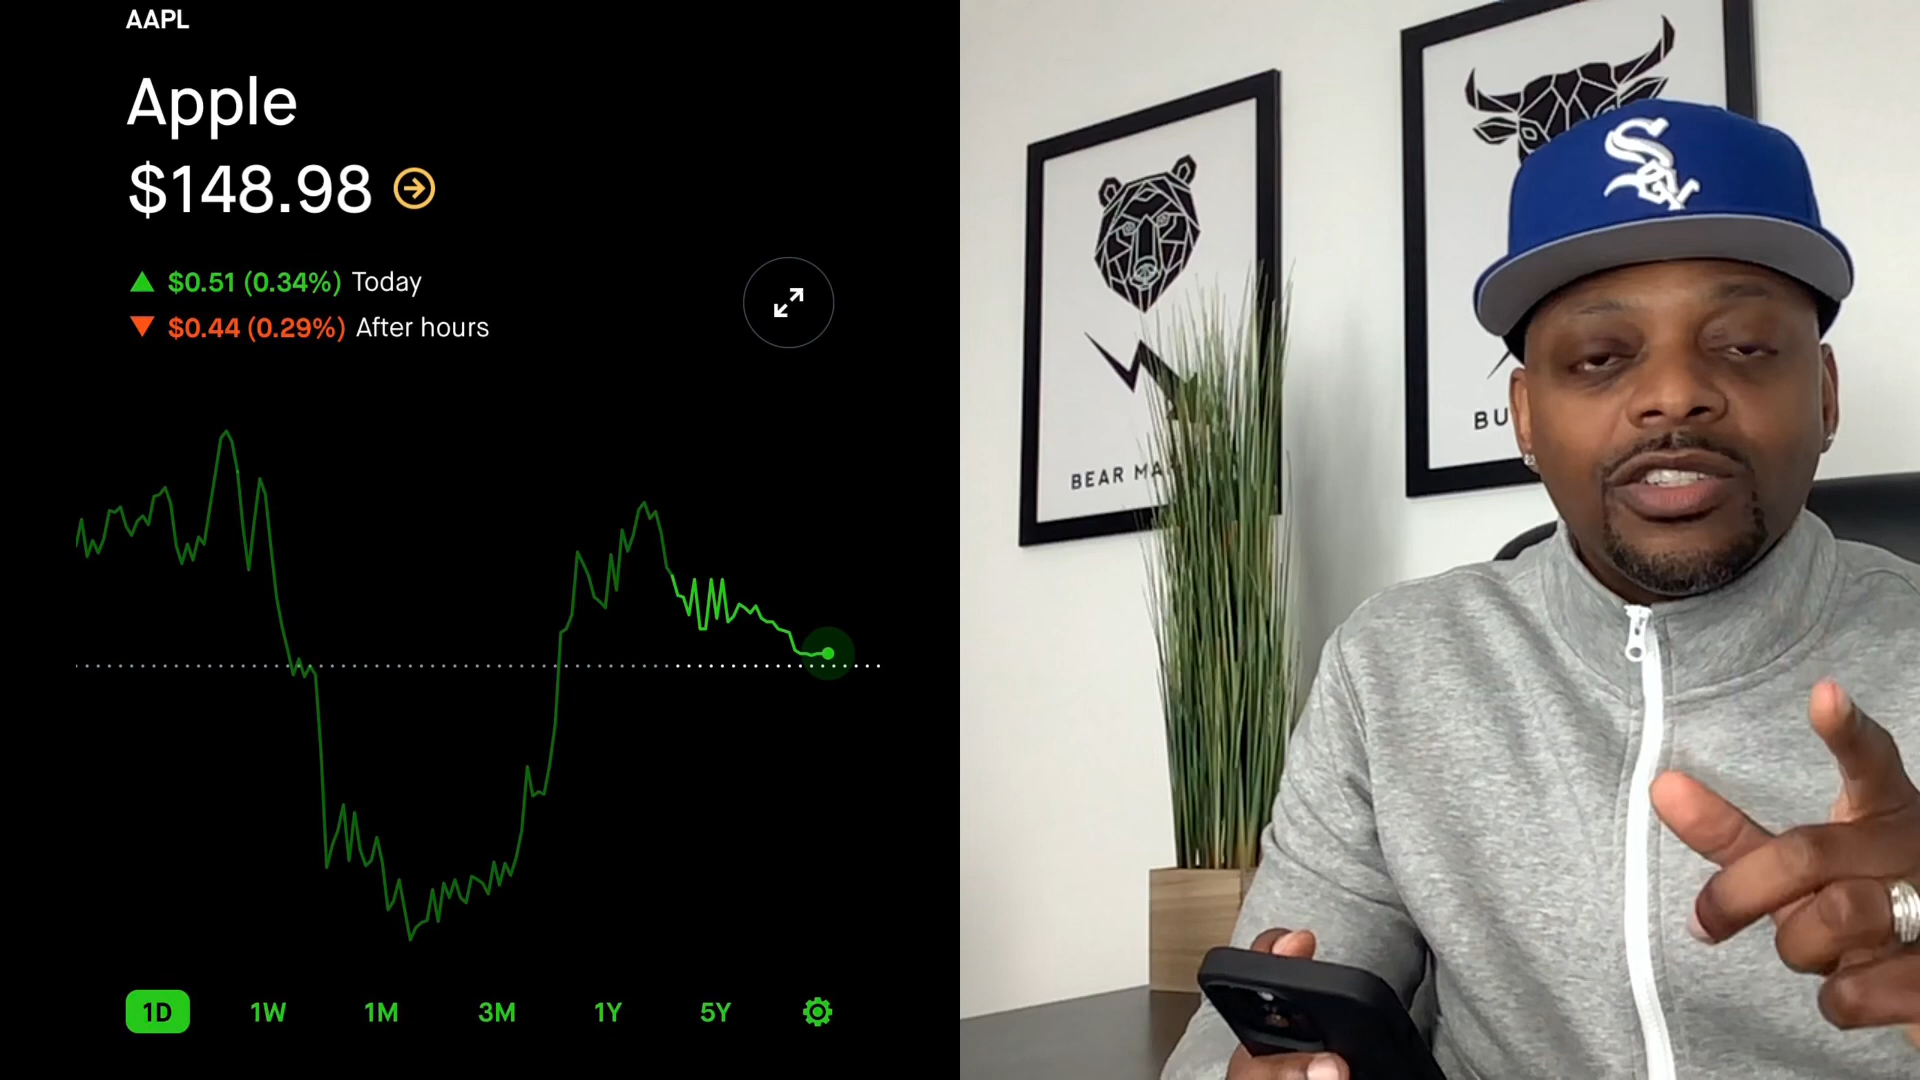 AAPL
Apple
$148.98
$0.51 (0.34%) Today
$0.44 (0.29%) After hours
1D 1W 1M 3M 1Y 5Y
BEAR MA
BU
Sox